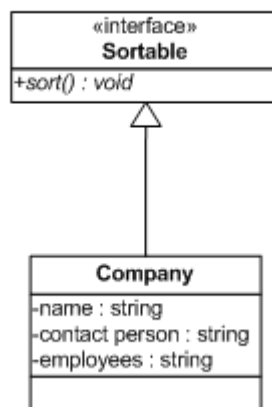 «interface»
Sortable
+sort() : void
Company
-name : string
-contact person : string
-employees : string